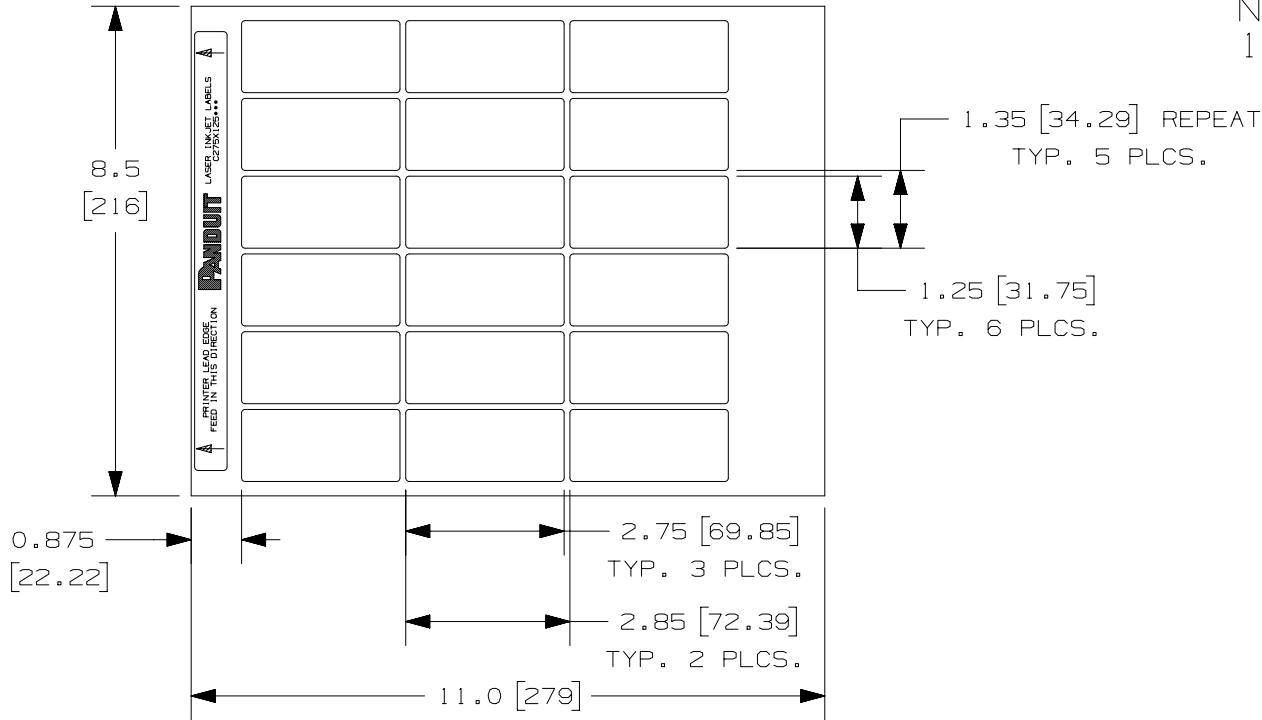 N
1
8.5
[216]
LASER INKJET LABELS
C275X125•••
PANDUIT
PRINTER LEAD EDGE
FEED IN THIS DIRECTION
1.35 [34.29] REPEAT
TYP. 5 PLCS.
1.25 [31.75]
TYP. 6 PLCS.
0.875
[22.22]
2.75 [69.85]
TYP. 3 PLCS.
2.85 [72.39]
TYP. 2 PLCS.
11.0 [279]